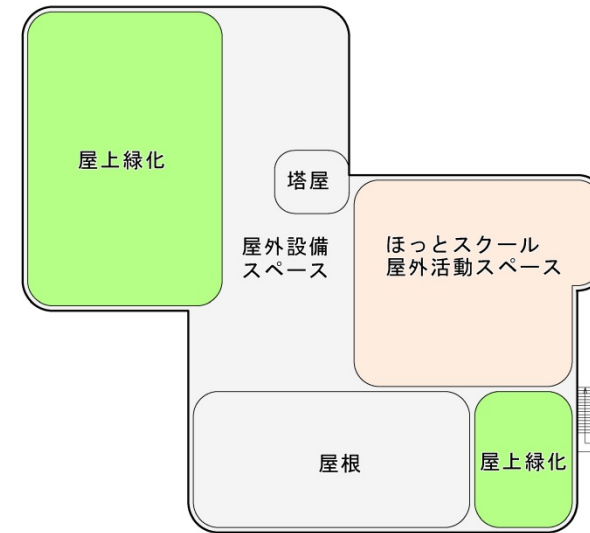 屋上緑化
塔屋
屋外設備
スペース
ほっとスクール
屋外活動スペース
屋根
屋上緑化